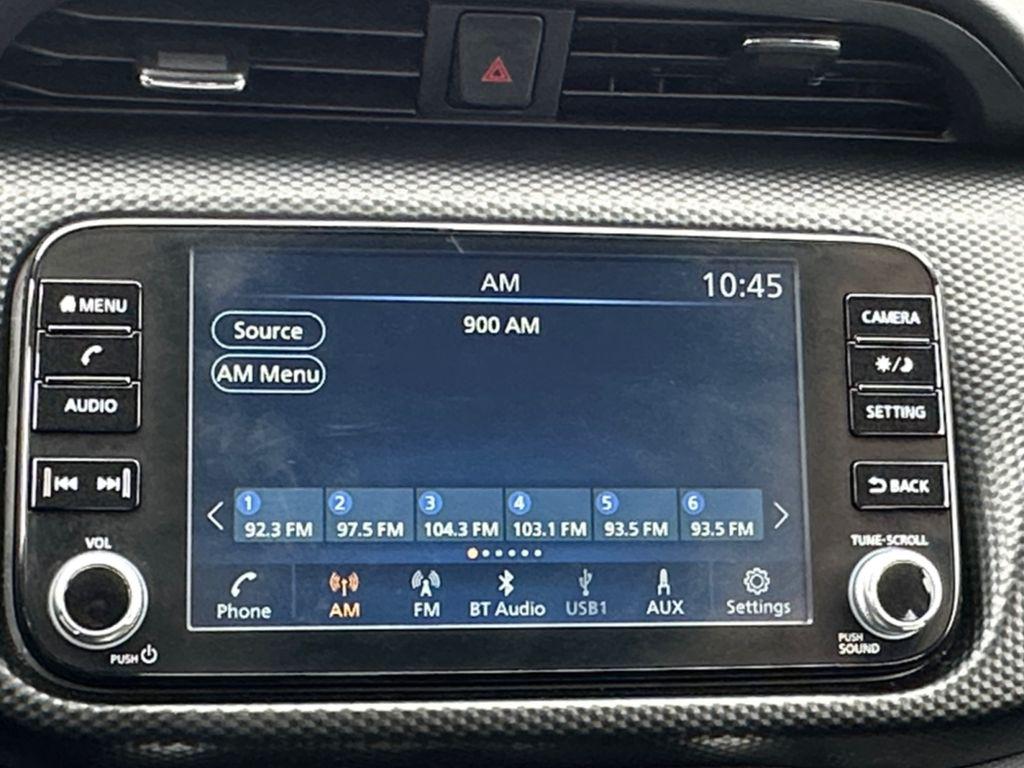 AM
10:45
900 AM
Source
AM Menu
1
92.3 FM
2
97.5 FM
3
104.3 FM
4
103.1 FM
5
93.5 FM
6
93.5 FM
Phone
AM
FM
BT Audio
USB1
AUX
Settings
MENU
AUDIO
VOL
PUSH
CAMERA
SETTING
BACK
TUNE·SCROLL
PUSH
SOUND